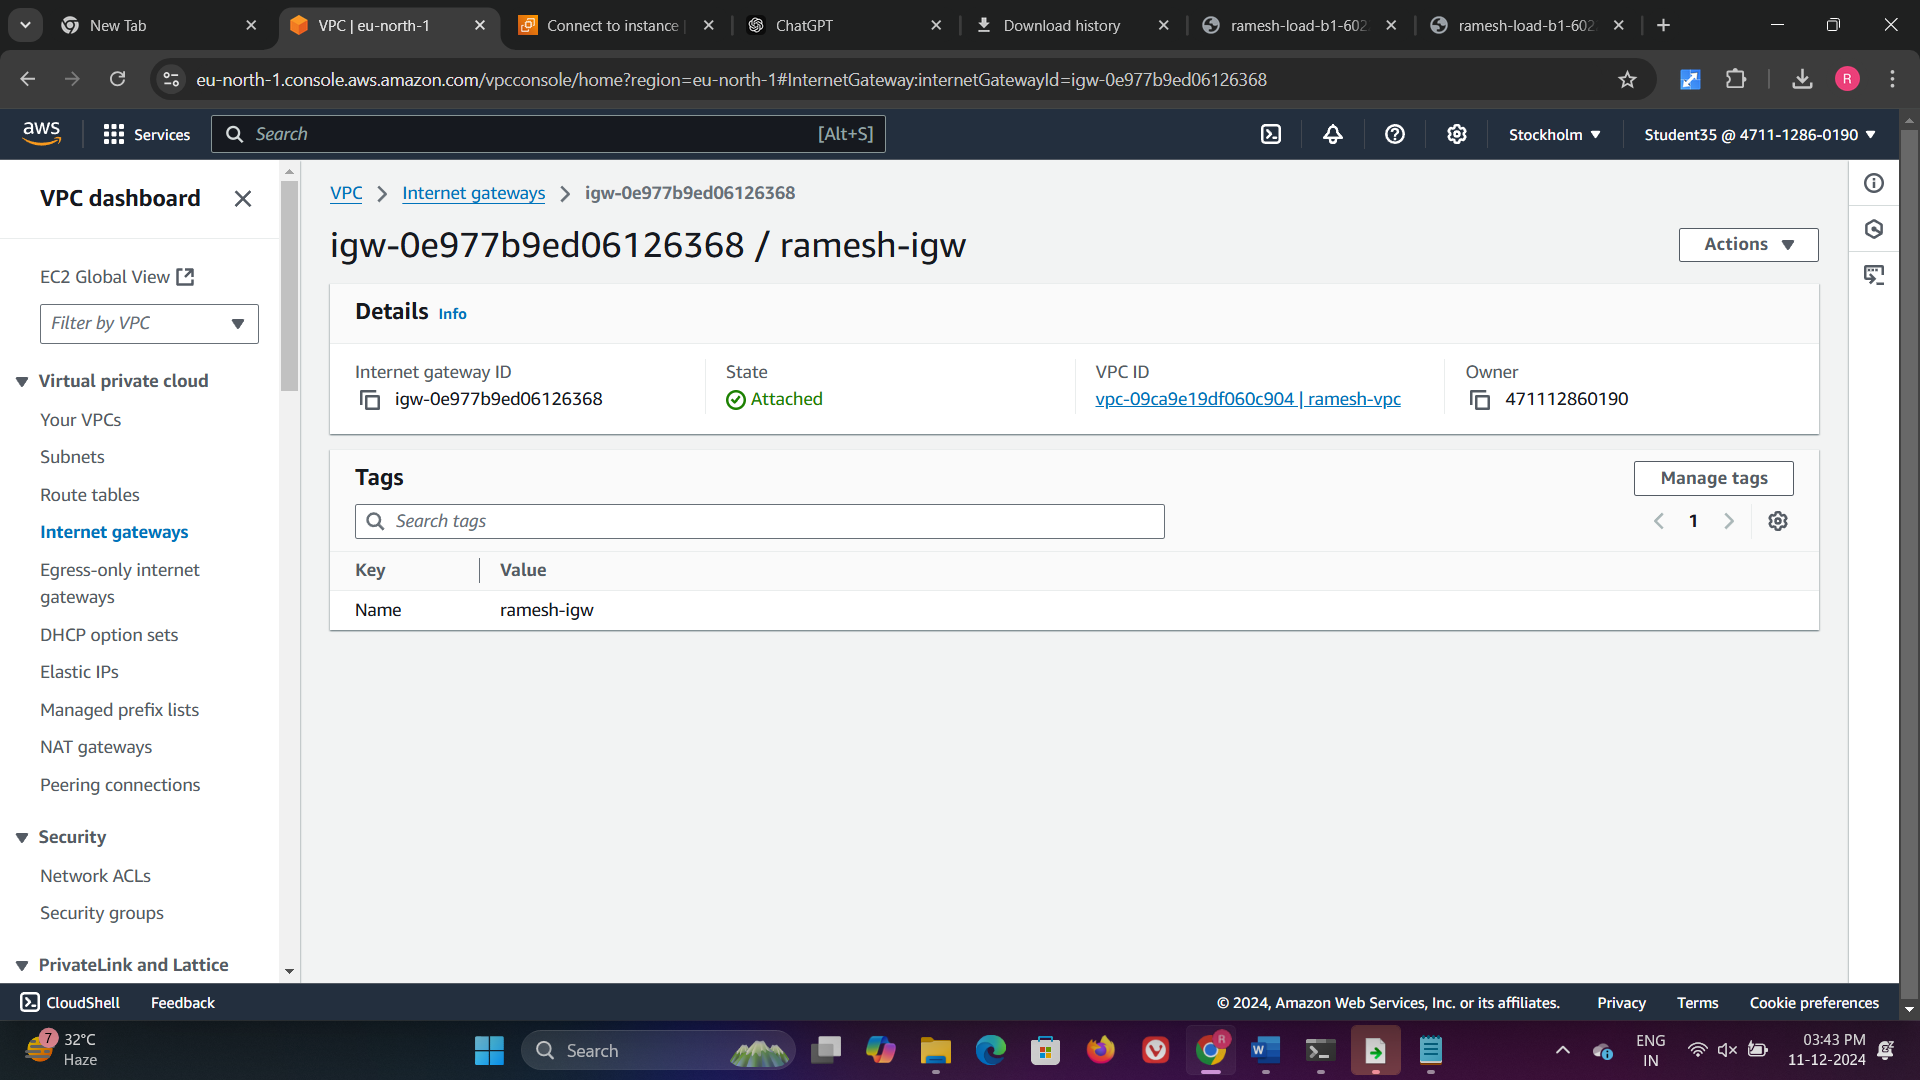 New Tab
VPC | eu-north-1
Connect to instance
ChatGPT
Download history
ramesh-load-b1-602
ramesh-load-b1-602
eu-north-1.console.aws.amazon.com/vpcconsole/home?region=eu-north-1#InternetGateway:internetGatewayId=igw-0e977b9ed06126368
R
aws
Services
Search
[Alt+S]
Stockholm
Student35 @ 4711-1286-0190
VPC dashboard
EC2 Global View
Filter by VPC
Virtual private cloud
Your VPCs
Subnets
Route tables
Internet gateways
Egress-only internet
gateways
DHCP option sets
Elastic IPs
Managed prefix lists
NAT gateways
Peering connections
Security
Network ACLs
Security groups
PrivateLink and Lattice
VPC
Internet gateways
igw-0e977b9ed06126368
igw-0e977b9ed06126368 / ramesh-igw
Actions
Details Info
Internet gateway ID
igw-0e977b9ed06126368
State
Attached
VPC ID
vpc-09ca9e19df060c904 | ramesh-vpc
Owner
471112860190
Tags
Manage tags
Search tags
1
Key
Value
Name
ramesh-igw
CloudShell
Feedback
© 2024, Amazon Web Services, Inc. or its affiliates.
Privacy
Terms
Cookie preferences
7
32°C
Haze
Search
R
W
ENG
IN
03:43 PM
11-12-2024